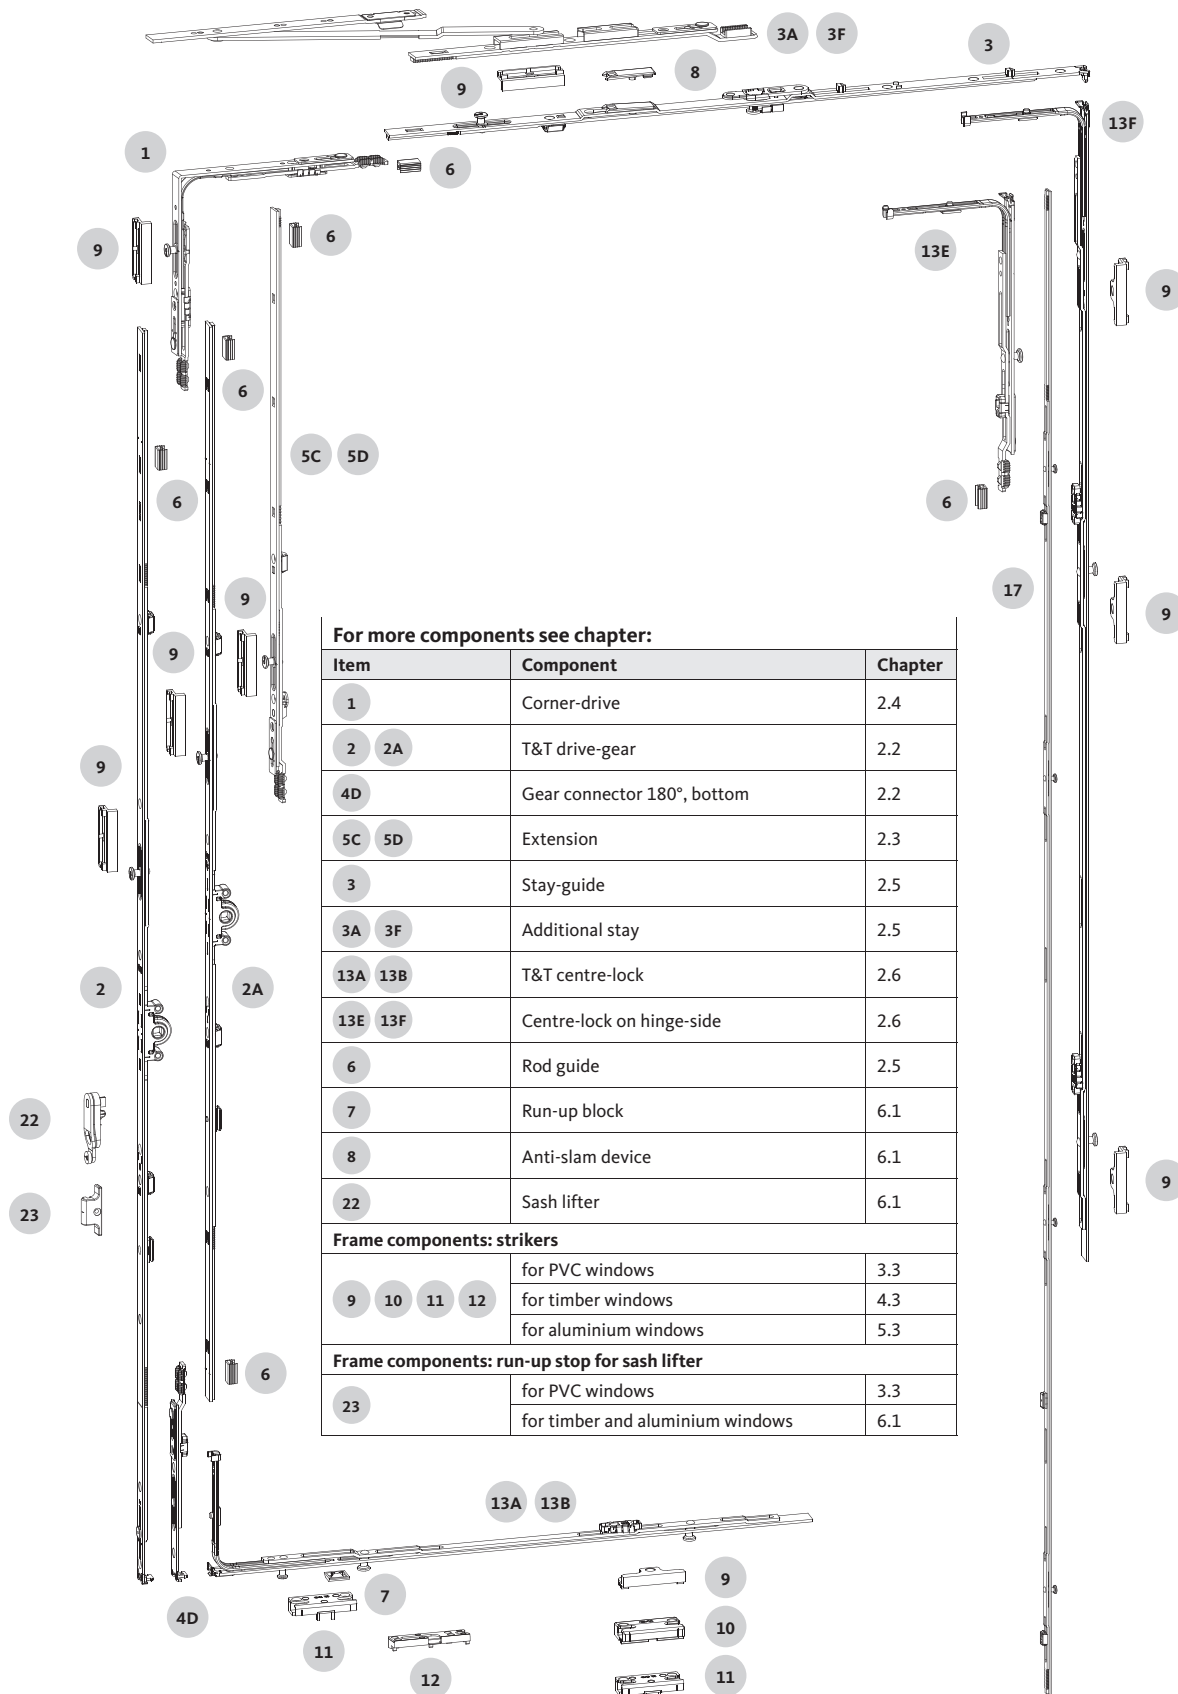 3A 3F
3
9
8
13F
1
6
9
6
13E
9
6
5C 5D
6
6
17
9
9
9
9
2
2A
22
23
9
6
For more components see chapter:
Item Component Chapter
1 Corner-drive 2.4
2 2A T&T drive-gear 2.2
4D Gear connector 180°, bottom 2.2
5C 5D Extension 2.3
3 Stay-guide 2.5
3A 3F Additional stay 2.5
13A 13B T&T centre-lock 2.6
13E 13F Centre-lock on hinge-side 2.6
6 Rod guide 2.5
7 Run-up block 6.1
8 Anti-slam device 6.1
22 Sash lifter 6.1
Frame components: strikers
9 10 11 12
for PVC windows 3.3
for timber windows 4.3
for aluminium windows 5.3
Frame components: run-up stop for sash lifter
23
for PVC windows 3.3
for timber and aluminium windows 6.1
13A 13B
9
7
4D
10
11
11
12